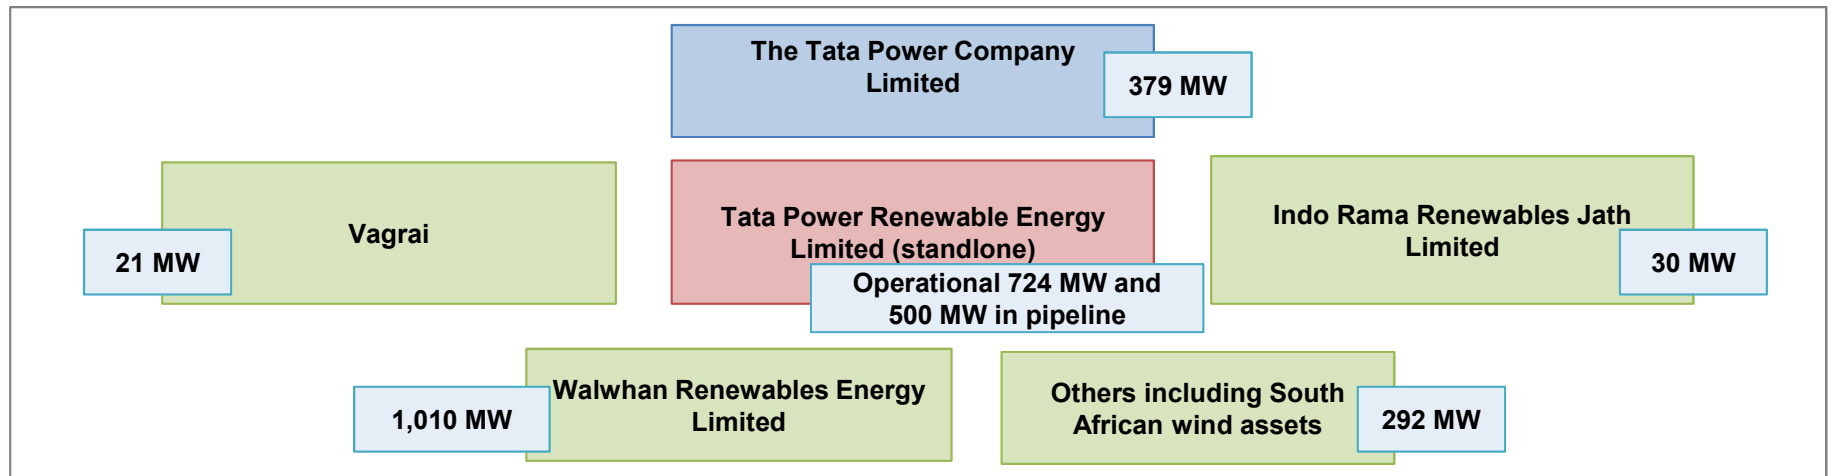 The Tata Power Company
Limited
379 MW
Vagrai
21 MW
Tata Power Renewable Energy
Limited (standlone)
Operational 724 MW and
500 MW in pipeline
Indo Rama Renewables Jath
Limited
30 MW
Walwhan Renewables Energy
Limited
1,010 MW
Others including South
African wind assets
292 MW